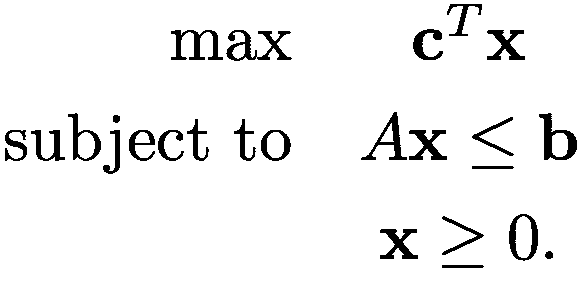 max c^T x
subject to Ax ≤ b
x ≥ 0.